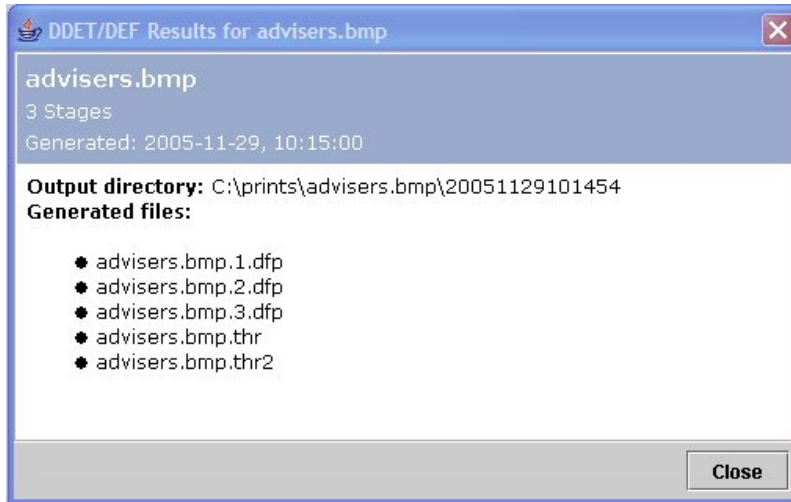 DDET/DEF Results for advisers.bmp
advisers.bmp
3 Stages
Generated: 2005-11-29, 10:15:00
Output directory: C:\prints\advisers.bmp\20051129101454
Generated files:
advisers.bmp.1.dfp
advisers.bmp.2.dfp
advisers.bmp.3.dfp
advisers.bmp.thr
advisers.bmp.thr2
Close